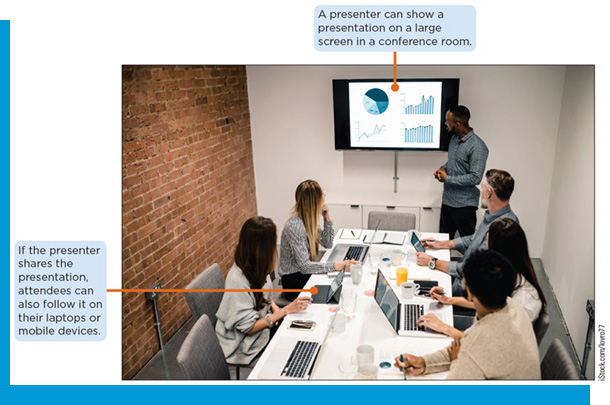 A presenter can show a
presentation on a large
screen in a conference room.
If the presenter
shares the
presentation,
attendees can
also follow it on
their laptops or
mobile devices.
iStock.com/lovro77